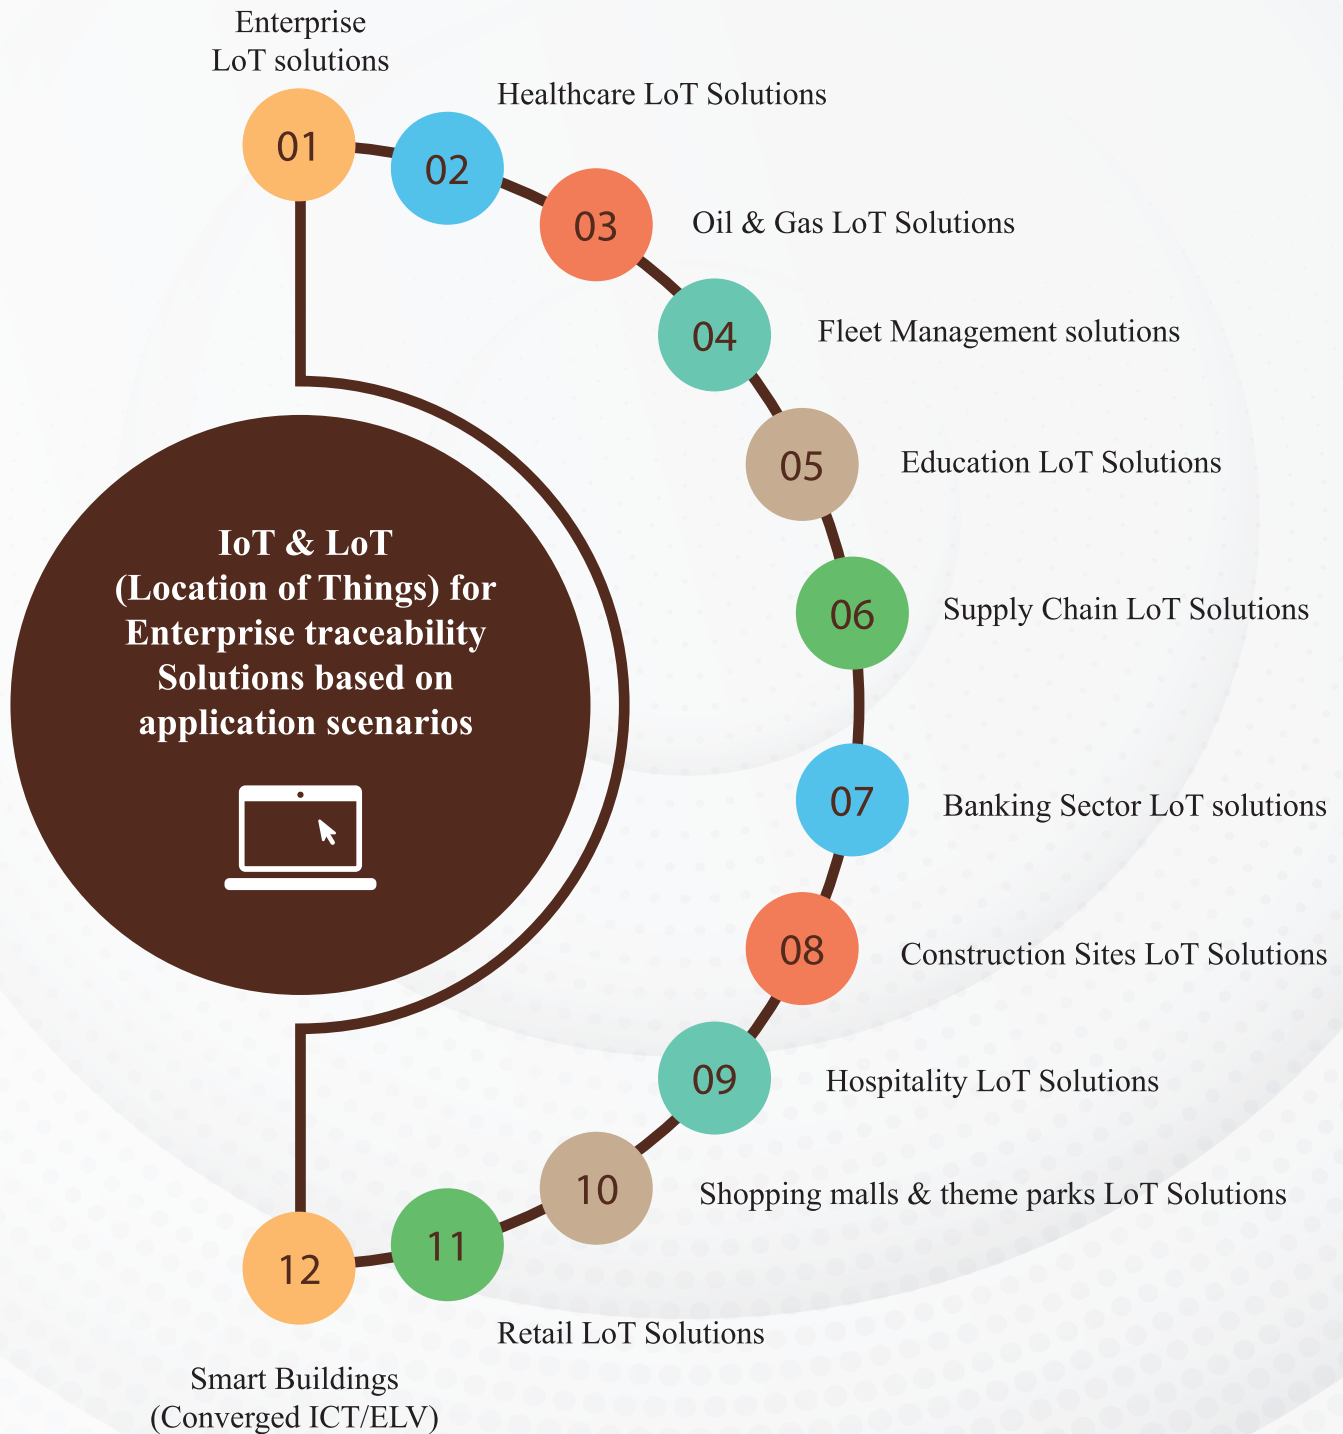 Enterprise
LoT solutions
01
Healthcare LoT Solutions
02
Oil & Gas LoT Solutions
03
Fleet Management solutions
04
Education LoT Solutions
05
IoT & LoT
(Location of Things) for
Enterprise traceability
Solutions based on
application scenarios
Supply Chain LoT Solutions
06
Banking Sector LoT solutions
07
Construction Sites LoT Solutions
08
Hospitality LoT Solutions
09
Shopping malls & theme parks LoT Solutions
10
11
Retail LoT Solutions
12
Smart Buildings
(Converged ICT/ELV)